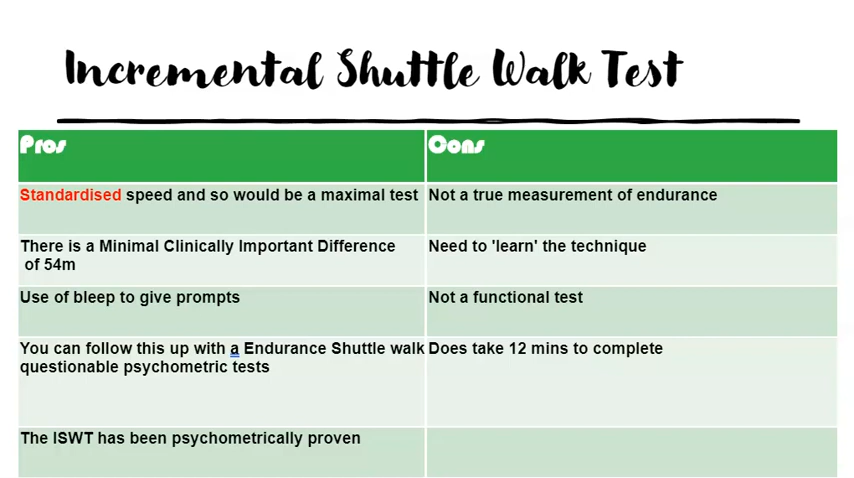 Incremental Shuttle Walk Test
Pros
Cons
Standardised speed and so would be a maximal test
Not a true measurement of endurance
There is a Minimal Clinically Important Difference
of 54m
Need to 'learn' the technique
Use of bleep to give prompts
Not a functional test
You can follow this up with a Endurance Shuttle walk
questionable psychometric tests
Does take 12 mins to complete
The ISWT has been psychometrically proven